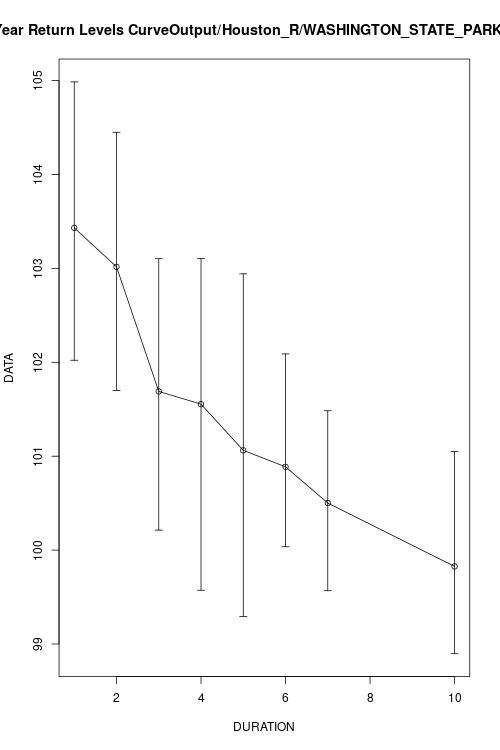 Year Return Levels CurveOutput/Houston_R/WASHINGTON_STATE_PARK
105
104
103
102
101
100
99
DATA
2 4 6 8 10
DURATION